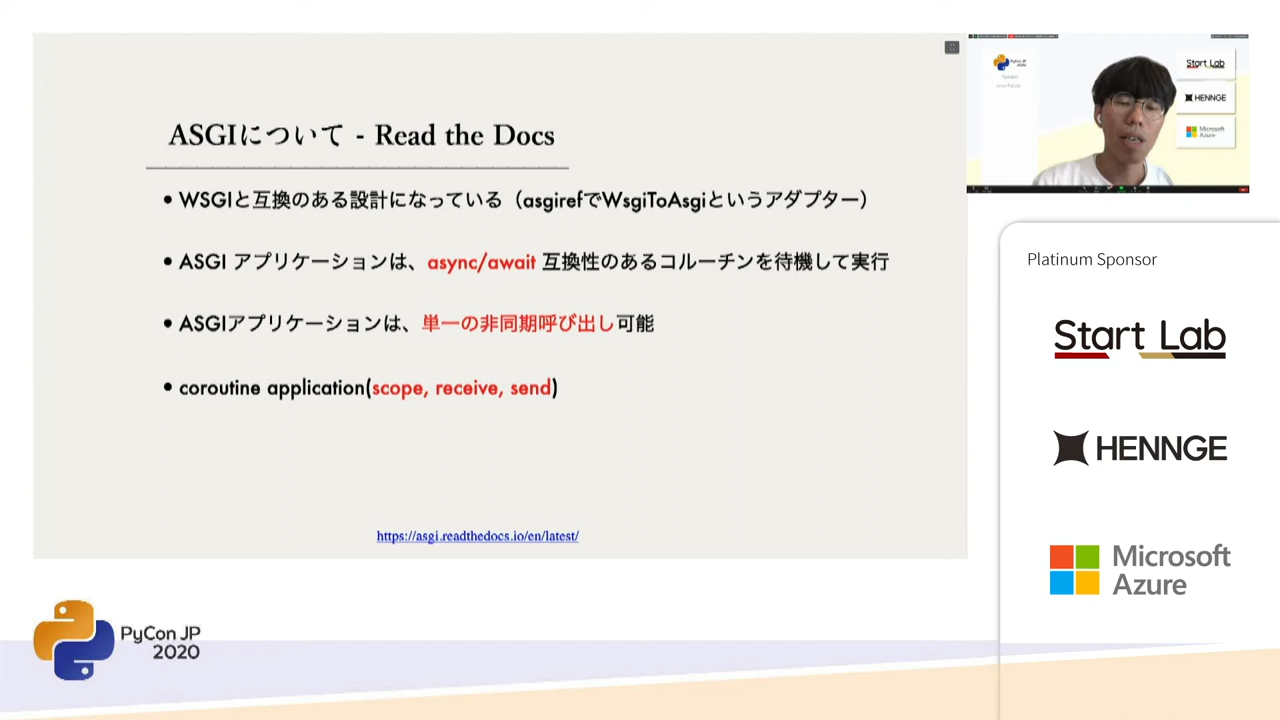 ASGIについて - Read the Docs
• WSGIと互換のある設計になっている（asgirefでWsgiToAsgiというアダプター）
• ASGI アプリケーションは、async/await 互換性のあるコルーチンを待機して実行
• ASGIアプリケーションは、単一の非同期呼び出し可能
• coroutine application(scope, receive, send)
https://asgi.readthedocs.io/en/latest/
PyCon JP
2020
Start Lab
HENNGE
Microsoft
Azure
Platinum Sponsor
Start Lab
HENNGE
Microsoft
Azure
PyCon JP
2020